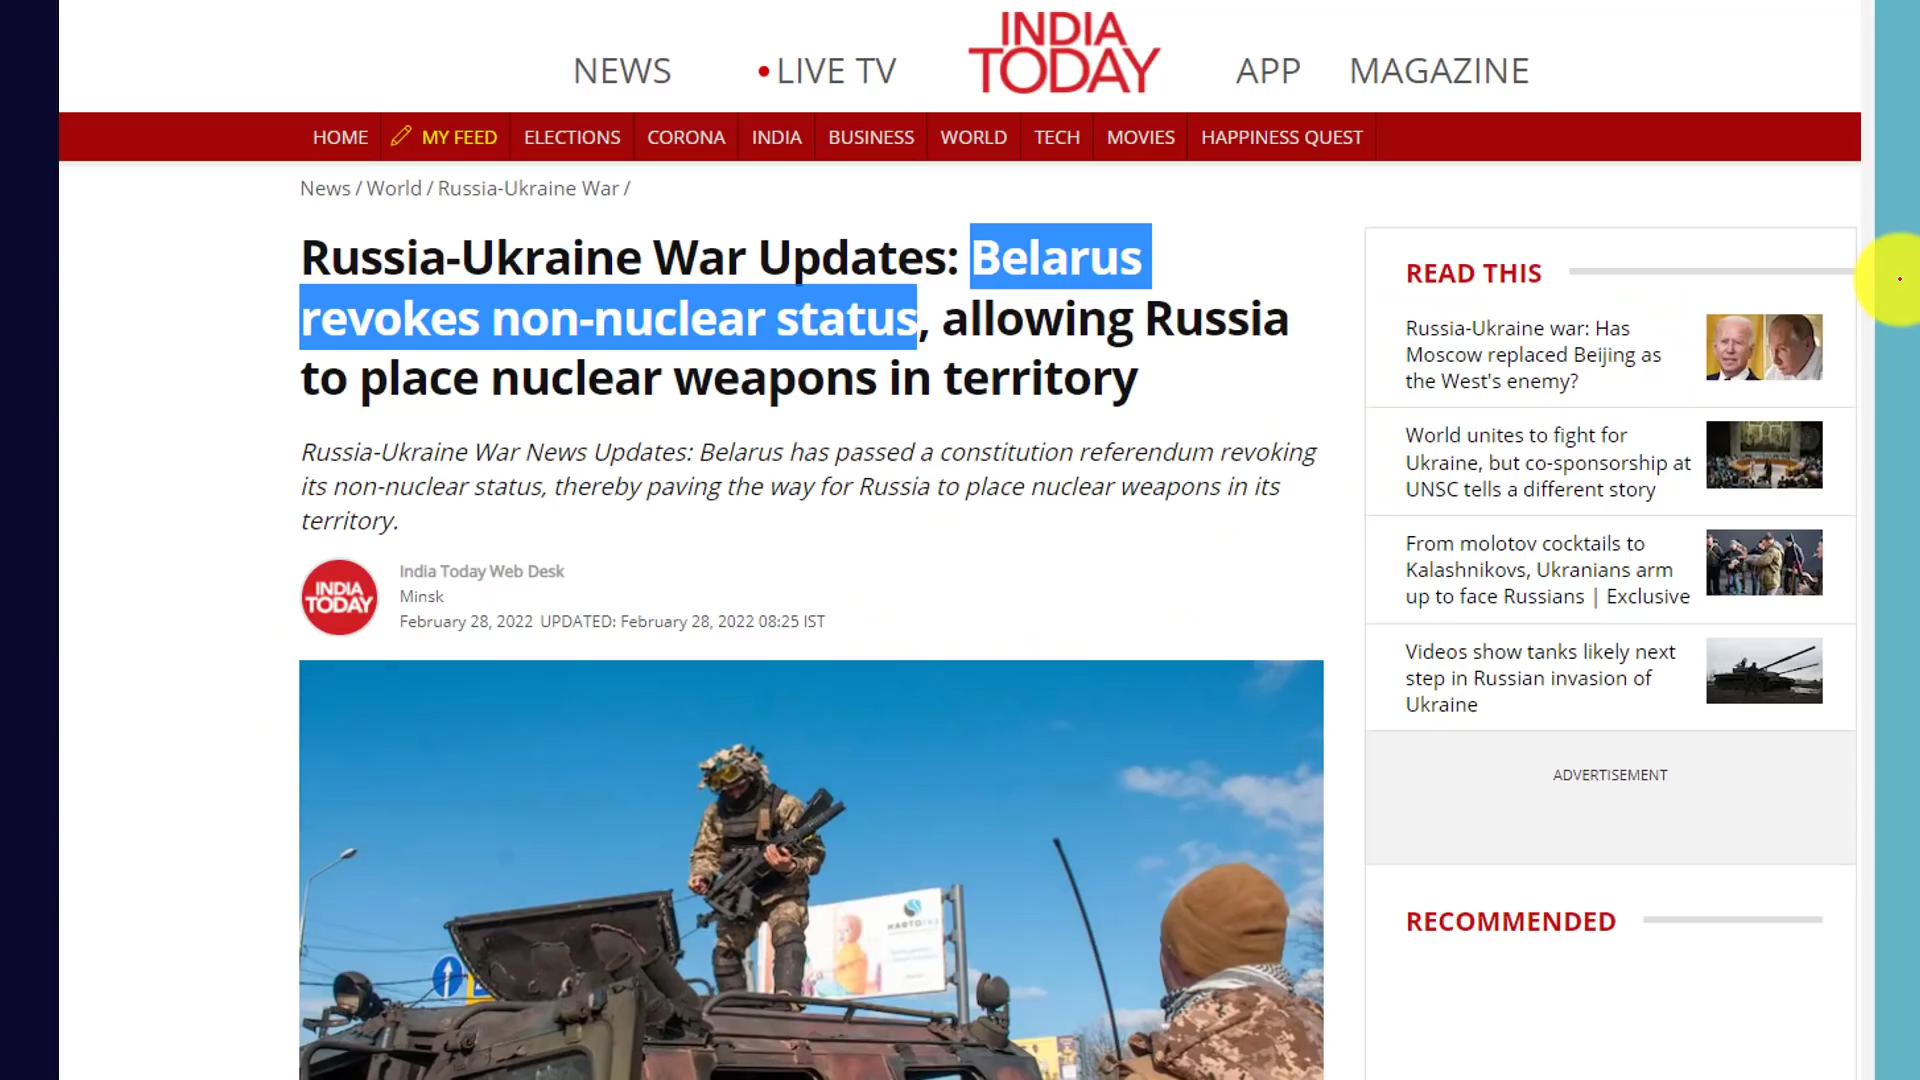 NEWS
LIVE TV
INDIA
TODAY
APP
MAGAZINE
HOME
MY FEED
ELECTIONS
CORONA
INDIA
BUSINESS
WORLD
TECH
MOVIES
HAPPINESS QUEST
News / World / Russia-Ukraine War /
Russia-Ukraine War Updates: Belarus
revokes non-nuclear status, allowing Russia
to place nuclear weapons in territory
Russia-Ukraine War News Updates: Belarus has passed a constitution referendum revoking
its non-nuclear status, thereby paving the way for Russia to place nuclear weapons in its
territory.
INDIA
TODAY
India Today Web Desk
Minsk
February 28, 2022 UPDATED: February 28, 2022 08:25 IST
READ THIS
Russia-Ukraine war: Has
Moscow replaced Beijing as
the West's enemy?
World unites to fight for
Ukraine, but co-sponsorship at
UNSC tells a different story
From molotov cocktails to
Kalashnikovs, Ukranians arm
up to face Russians | Exclusive
Videos show tanks likely next
step in Russian invasion of
Ukraine
ADVERTISEMENT
RECOMMENDED